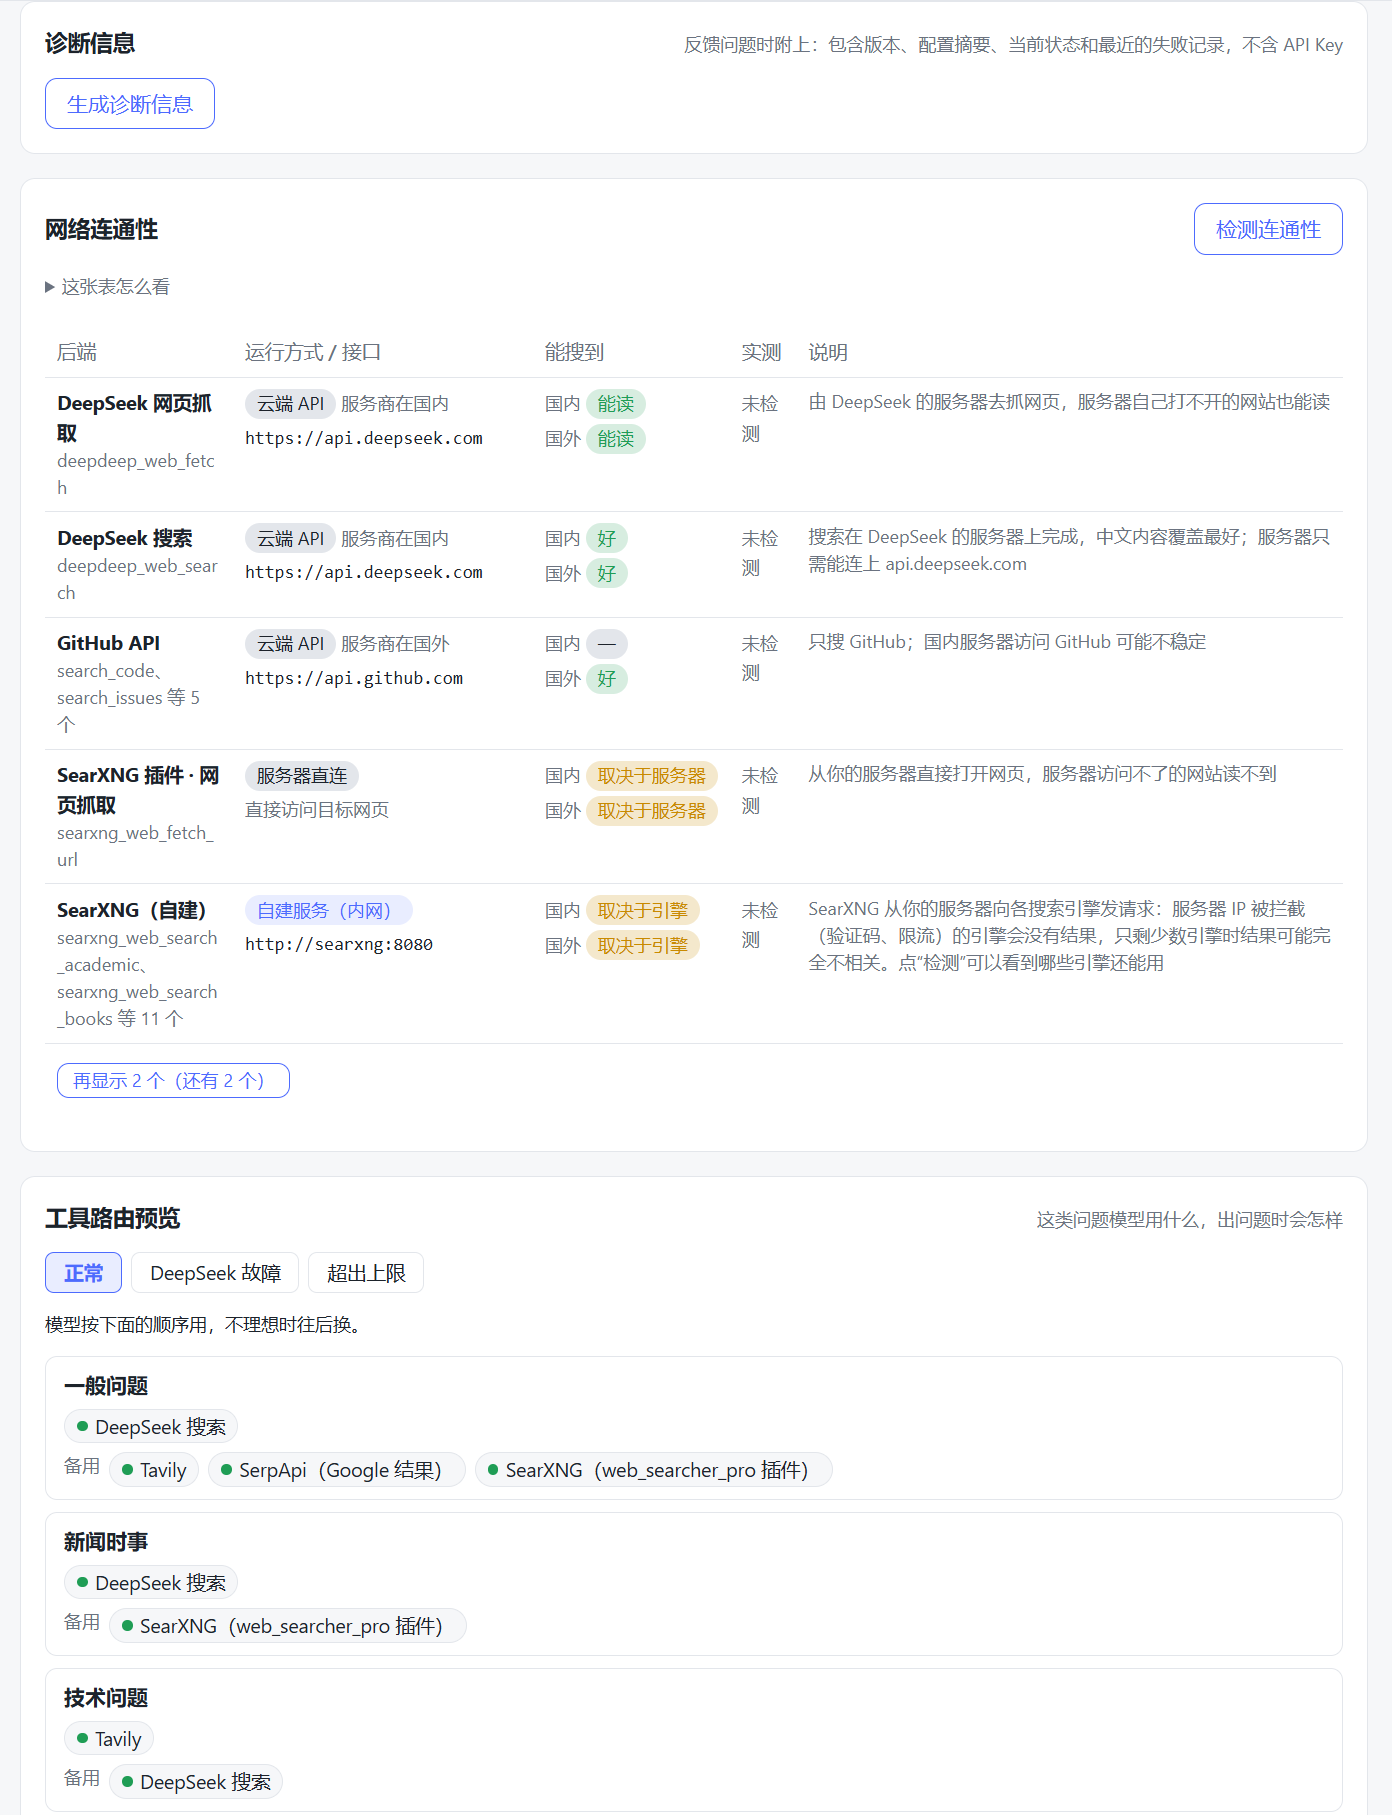 诊断信息
反馈问题时附上：包含版本、配置摘要、当前状态和最近的失败记录，不含 API Key
生成诊断信息
网络连通性
检测连通性
▶ 这张表怎么看
后端 运行方式 / 接口 能搜到 实测 说明
DeepSeek 网页抓
取
deepdeep_web_fetc
h
云端 API 服务商在国内
https://api.deepseek.com
国内 能读
国外 能读
未检
测
由 DeepSeek 的服务器去抓网页，服务器自己打不开的网站也能读
DeepSeek 搜索
deepdeep_web_sear
ch
云端 API 服务商在国内
https://api.deepseek.com
国内 好
国外 好
未检
测
搜索在 DeepSeek 的服务器上完成，中文内容覆盖最好；服务器只
需能连上 api.deepseek.com
GitHub API
search_code、
search_issues 等 5
个
云端 API 服务商在国外
https://api.github.com
国内 —
国外 好
未检
测
只搜 GitHub；国内服务器访问 GitHub 可能不稳定
SearXNG 插件 · 网
页抓取
searxng_web_fetch_
url
服务器直连
直接访问目标网页
国内 取决于服务器
国外 取决于服务器
未检
测
从你的服务器直接打开网页，服务器访问不了的网站读不到
SearXNG（自建）
searxng_web_search
_academic、
searxng_web_search
_books 等 11 个
自建服务（内网）
http://searxng:8080
国内 取决于引擎
国外 取决于引擎
未检
测
SearXNG 从你的服务器向各搜索引擎发请求：服务器 IP 被拦截
（验证码、限流）的引擎会没有结果，只剩少数引擎时结果可能完
全不相关。点“检测”可以看到哪些引擎还能用
再显示 2 个（还有 2 个）
工具路由预览
这类问题模型用什么，出问题时会怎样
正常 DeepSeek 故障 超出上限
模型按下面的顺序用，不理想时往后换。
一般问题
DeepSeek 搜索
备用 Tavily SerpApi（Google 结果） SearXNG（web_searcher_pro 插件）
新闻时事
DeepSeek 搜索
备用 SearXNG（web_searcher_pro 插件）
技术问题
Tavily
备用 DeepSeek 搜索